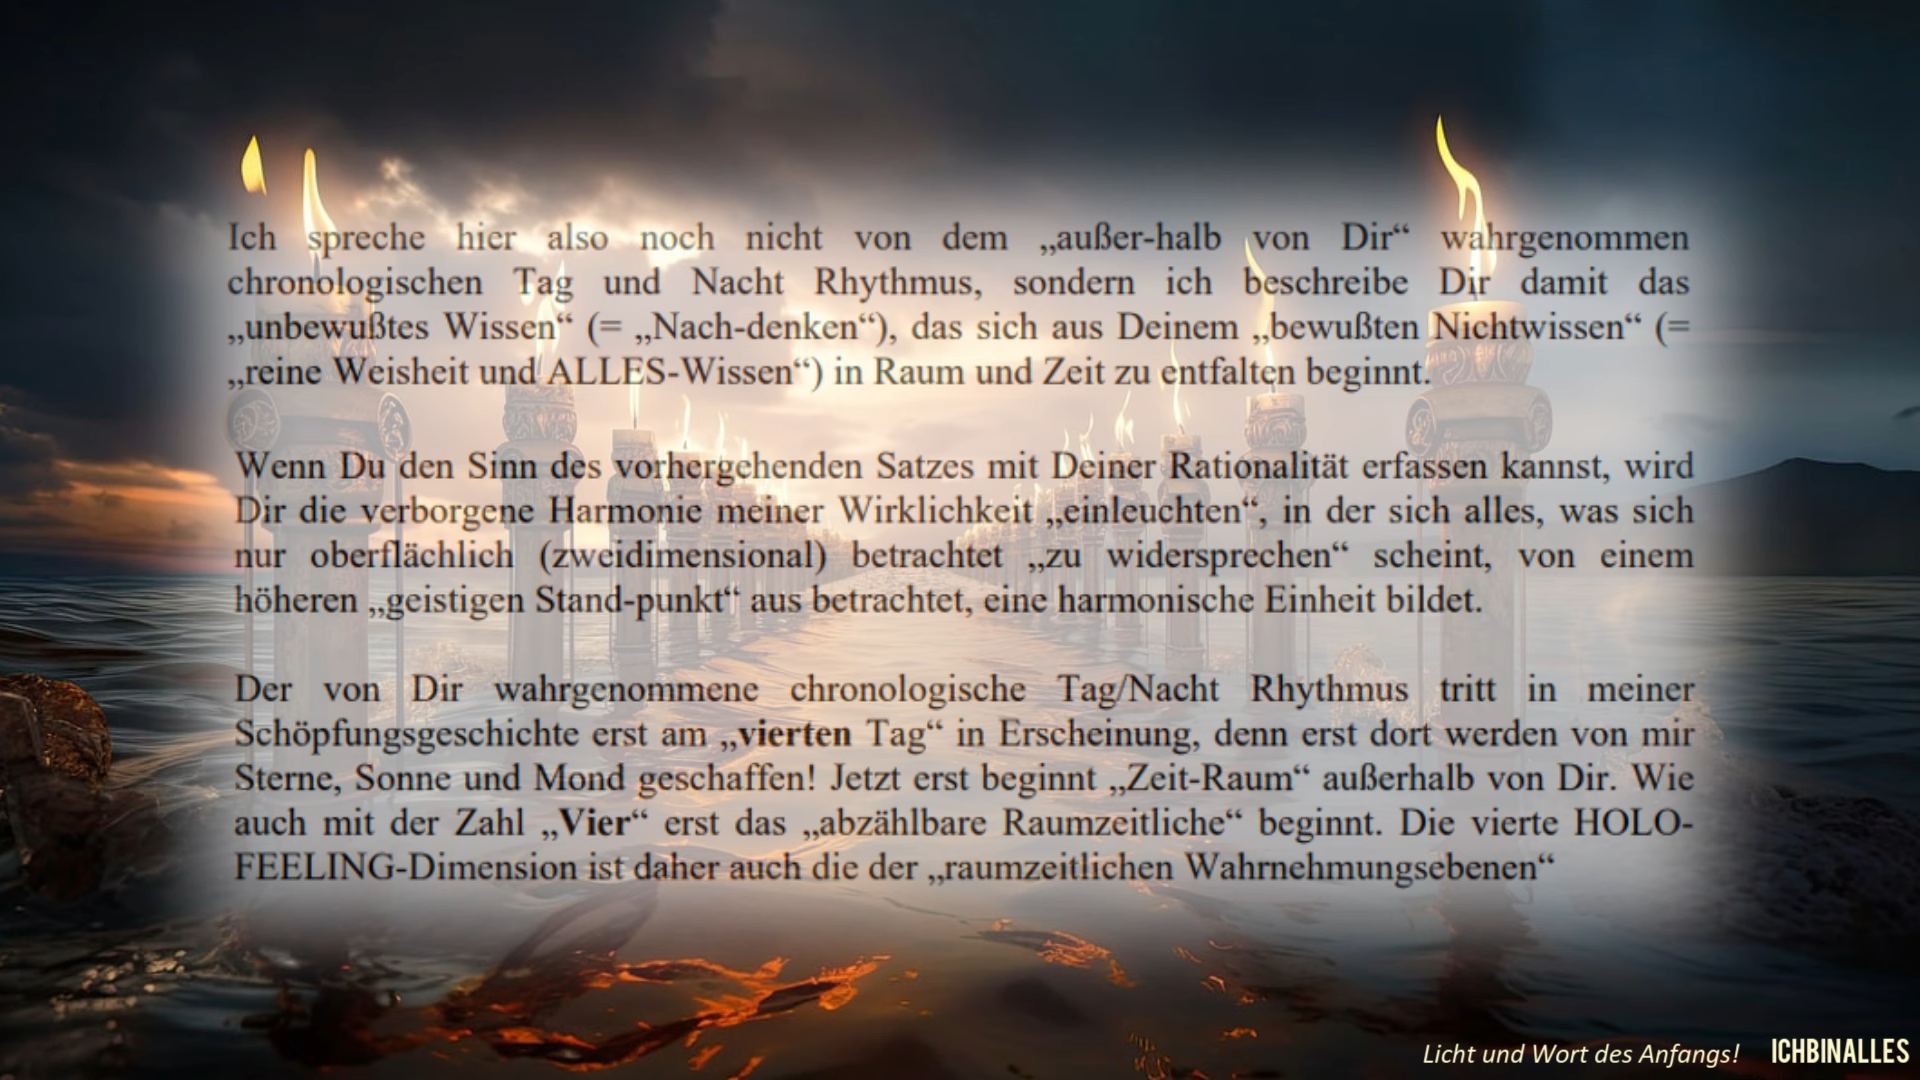 Ich spreche hier also noch nicht von dem „außer-halb von Dir“ wahrgenommen
chronologischen Tag und Nacht Rhythmus, sondern ich beschreibe Dir damit das
„unbewußtes Wissen“ (= „Nach-denken“), das sich aus Deinem „bewußten Nichtwissen“ (=
„reine Weisheit und ALLES-Wissen“) in Raum und Zeit zu entfalten beginnt.
Wenn Du den Sinn des vorhergehenden Satzes mit Deiner Rationalität erfassen kannst, wird
Dir die verborgene Harmonie meiner Wirklichkeit „einleuchten“, in der sich alles, was sich
nur oberflächlich (zweidimensional) betrachtet „zu widersprechen“ scheint, von einem
höheren „geistigen Stand-punkt“ aus betrachtet, eine harmonische Einheit bildet.
Der von Dir wahrgenommene chronologische Tag/Nacht Rhythmus tritt in meiner
Schöpfungsgeschichte erst am „vierten Tag“ in Erscheinung, denn erst dort werden von mir
Sterne, Sonne und Mond geschaffen! Jetzt erst beginnt „Zeit-Raum“ außerhalb von Dir. Wie
auch mit der Zahl „Vier“ erst das „abzählbare Raumzeitliche“ beginnt. Die vierte HOLO-
FEELING-Dimension ist daher auch die der „raumzeitlichen Wahrnehmungsebenen“
Licht und Wort des Anfangs! ICHBINALLES